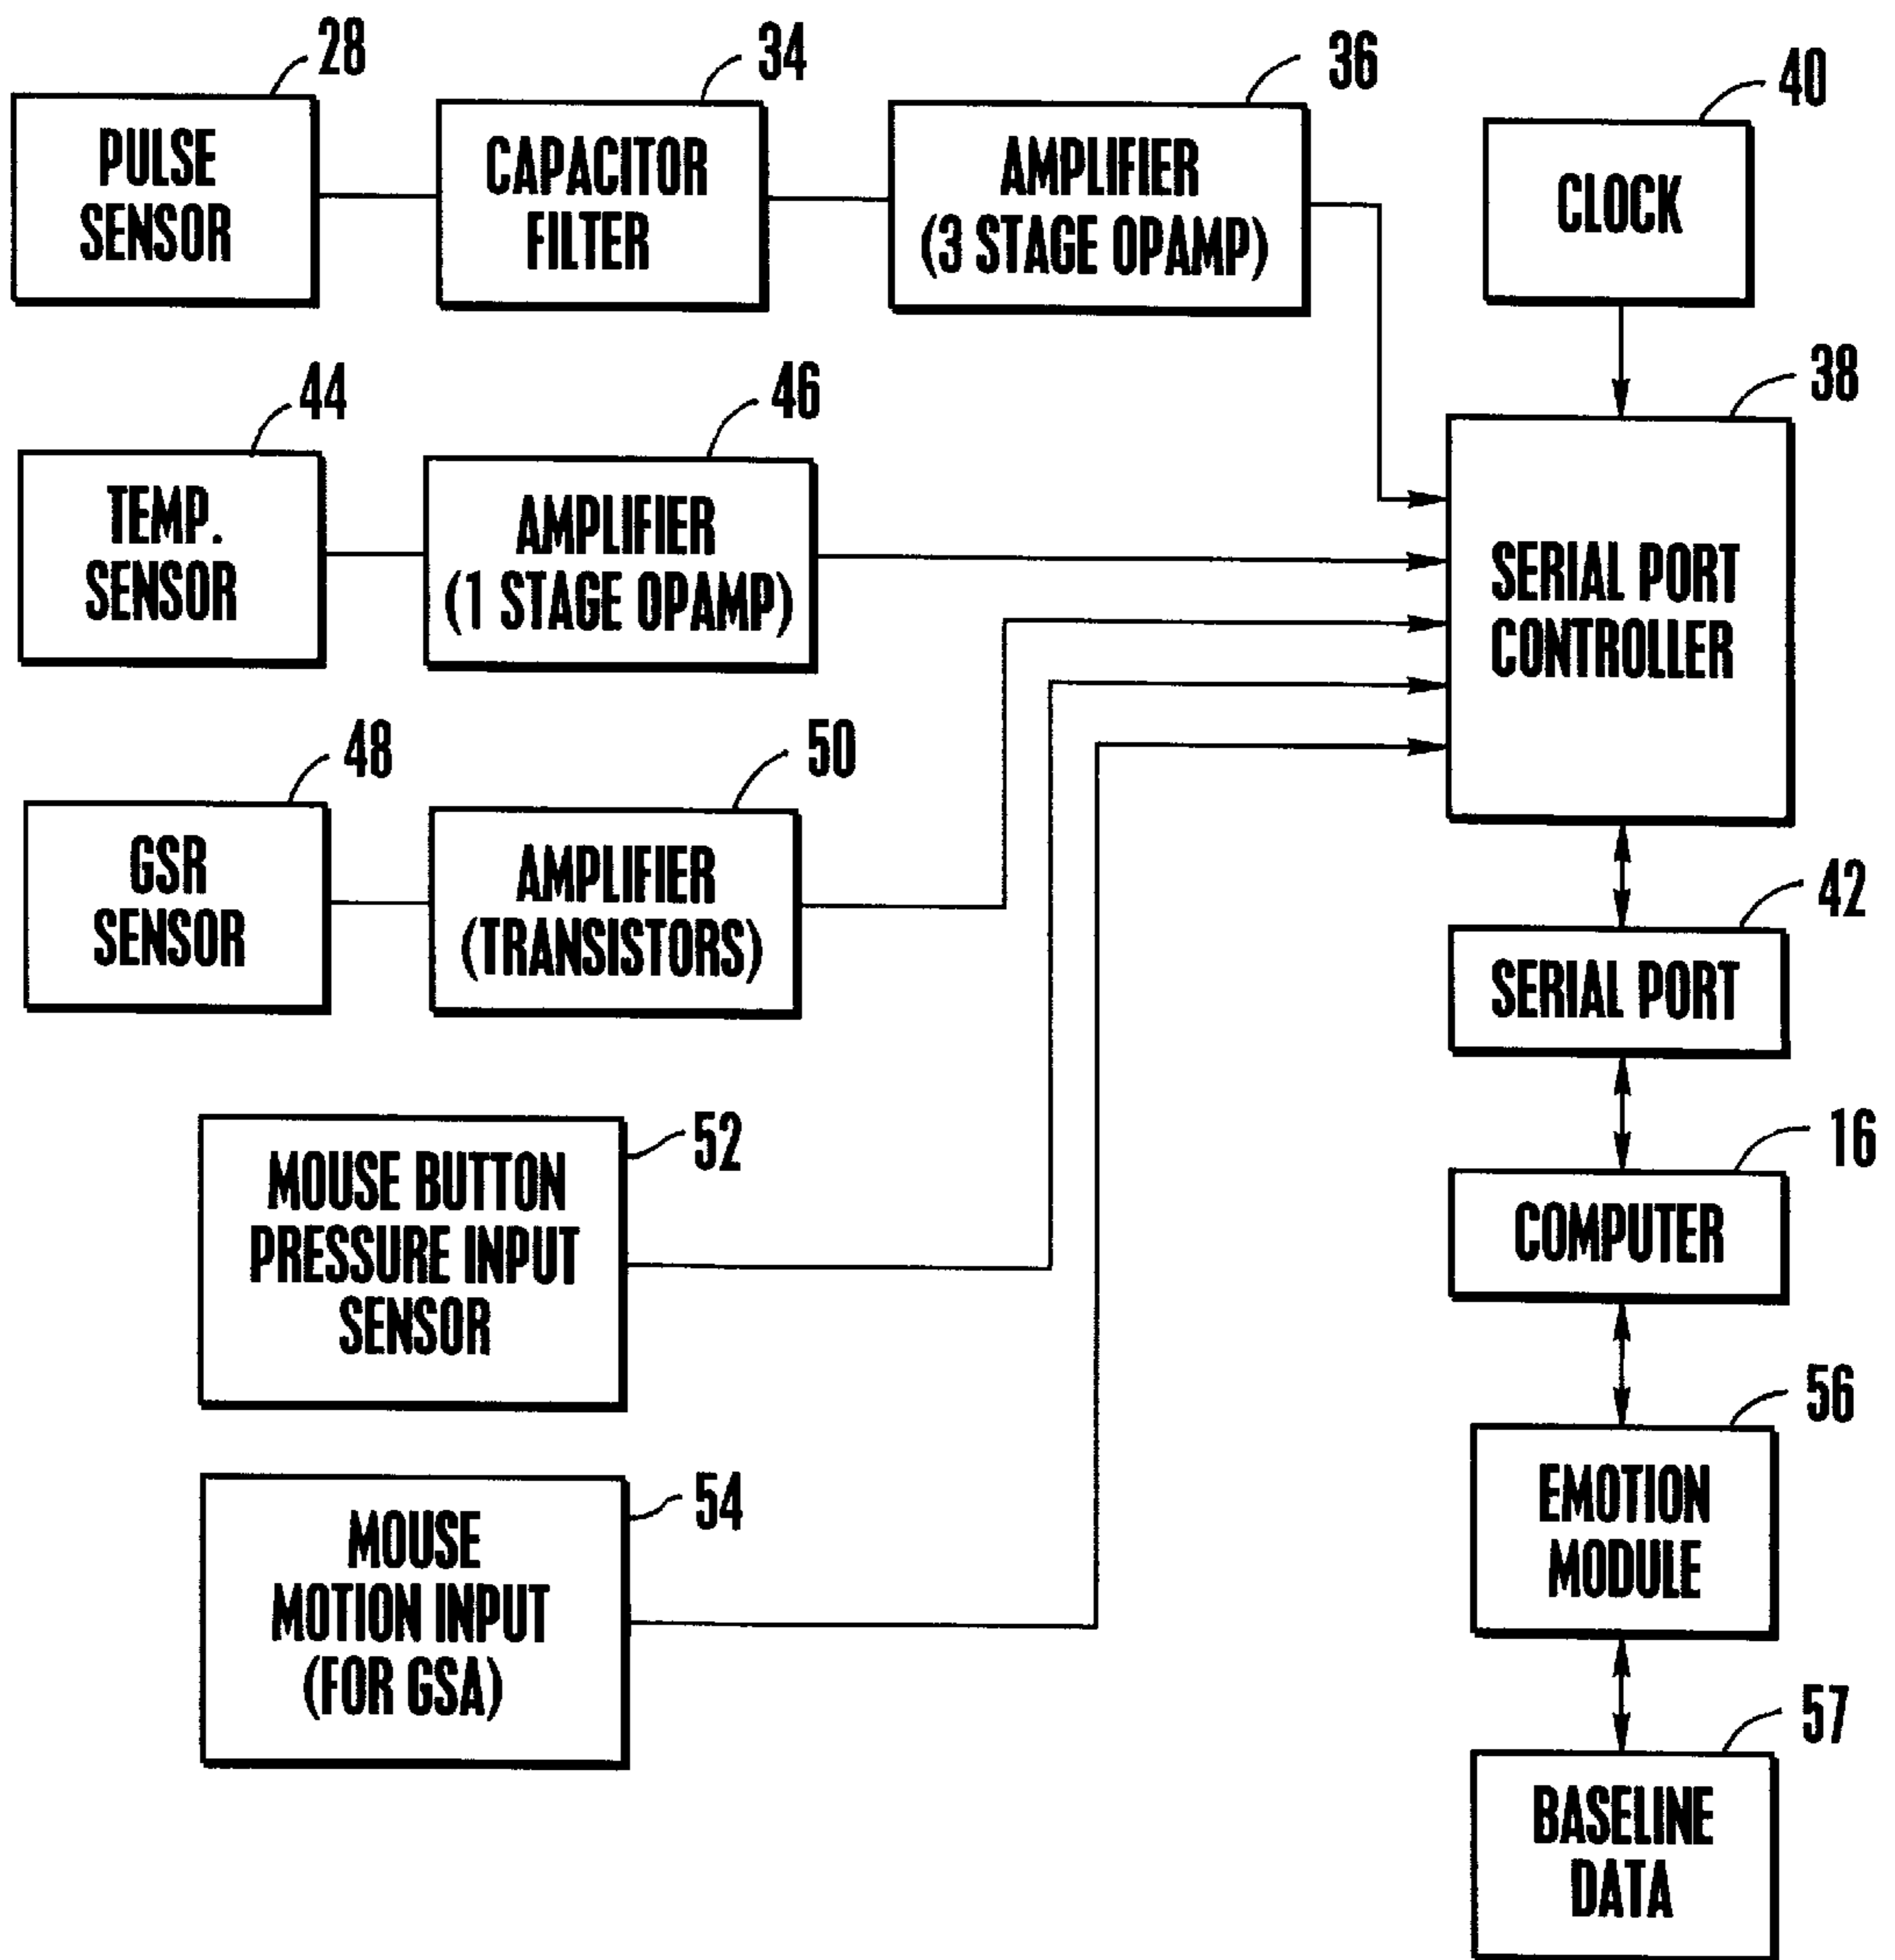 28
PULSE
SENSOR
34
CAPACITOR
FILTER
36
AMPLIFIER
(3 STAGE OPAMP)
40
CLOCK
44
TEMP.
SENSOR
46
AMPLIFIER
(1 STAGE OPAMP)
38
SERIAL PORT
CONTROLLER
48
GSR
SENSOR
50
AMPLIFIER
(TRANSISTORS)
42
SERIAL PORT
52
MOUSE BUTTON
PRESSURE INPUT
SENSOR
16
COMPUTER
54
MOUSE
MOTION INPUT
(FOR GSA)
56
EMOTION
MODULE
57
BASELINE
DATA